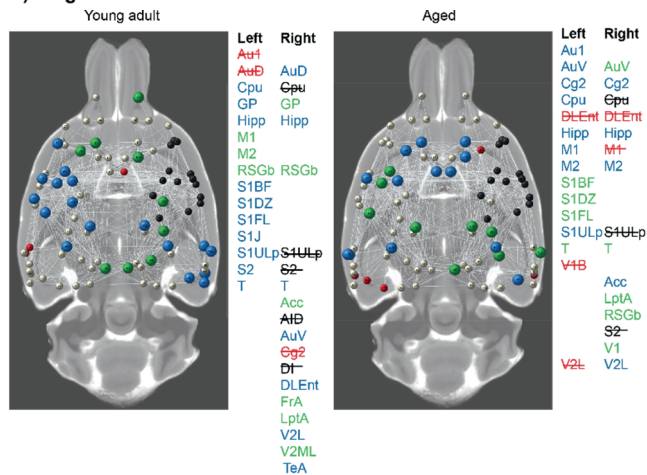 Young adult
Left Right
Au1
AuD AuD
Cpu Cpu
GP GP
Hipp Hipp
M1
M2
RSGb RSGb
S1BF
S1DZ
S1FL
S1J
S1ULp S1ULp
S2 S2
T T
Acc
AID
AuV
Cg2
DI
DLEnt
FrA
LptA
V2L
V2ML
TeA
Aged
Left Right
Au1
AuV AuV
Cg2 Cg2
Cpu Cpu
DLEnt DLEnt
Hipp Hipp
M1 M1
M2 M2
S1BF
S1DZ
S1FL
S1ULp S1ULp
T T
V1B
Acc
LptA
RSGb
S2
V1
V2L V2L